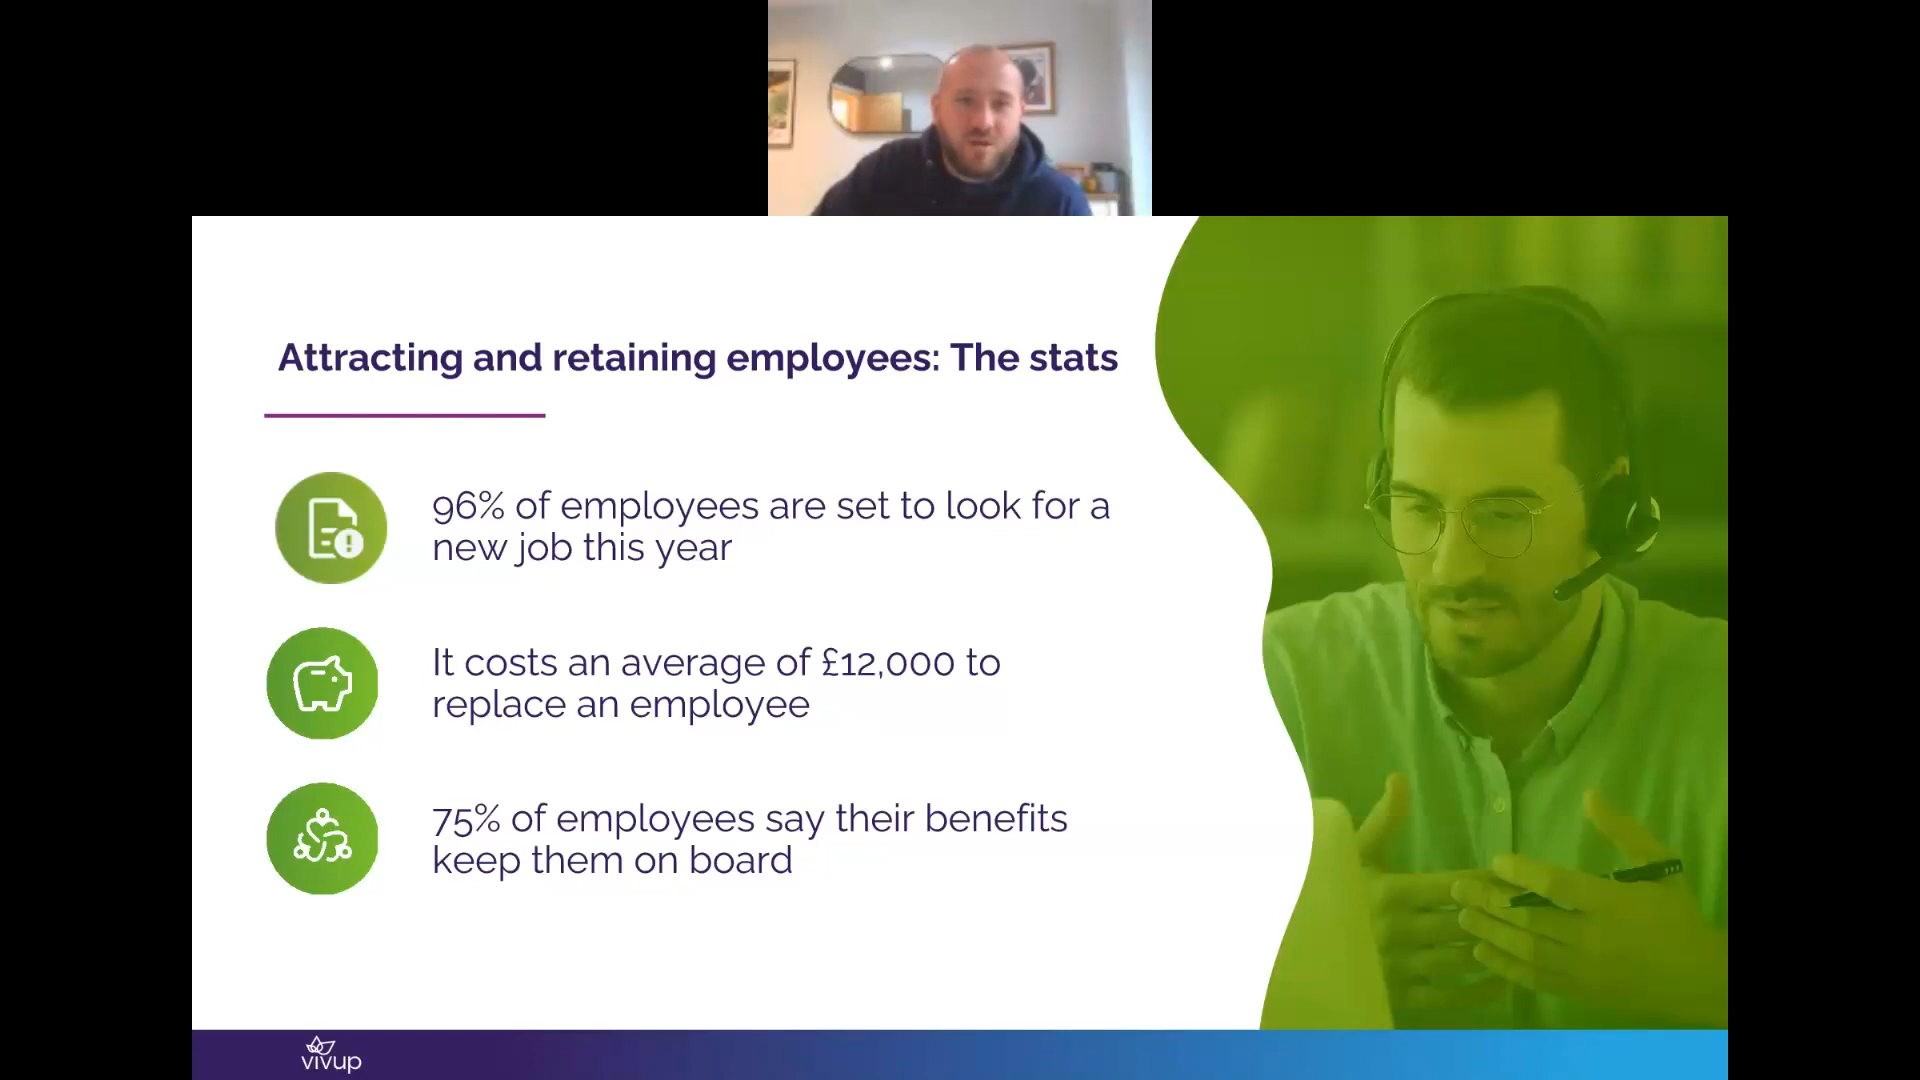 Attracting and retaining employees: The stats
96% of employees are set to look for a
new job this year
It costs an average of £12,000 to
replace an employee
75% of employees say their benefits
keep them on board
vivup